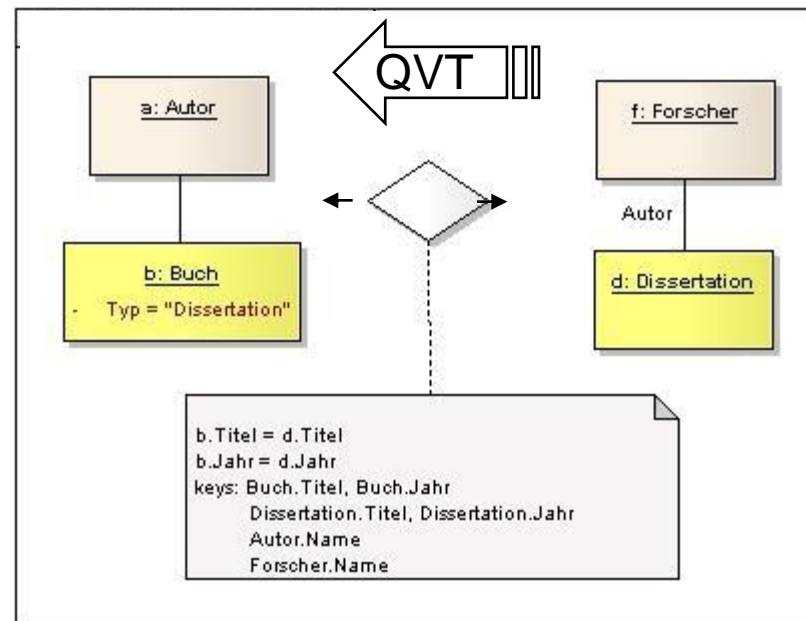 QVT
a: Autor
f: Forscher
Autor
b: Buch
- Typ = "Dissertation"
d: Dissertation
b.Titel = d.Titel
b.Jahr = d.Jahr
keys: Buch.Titel, Buch.Jahr
Dissertation.Titel, Dissertation.Jahr
Autor.Name
Forscher.Name